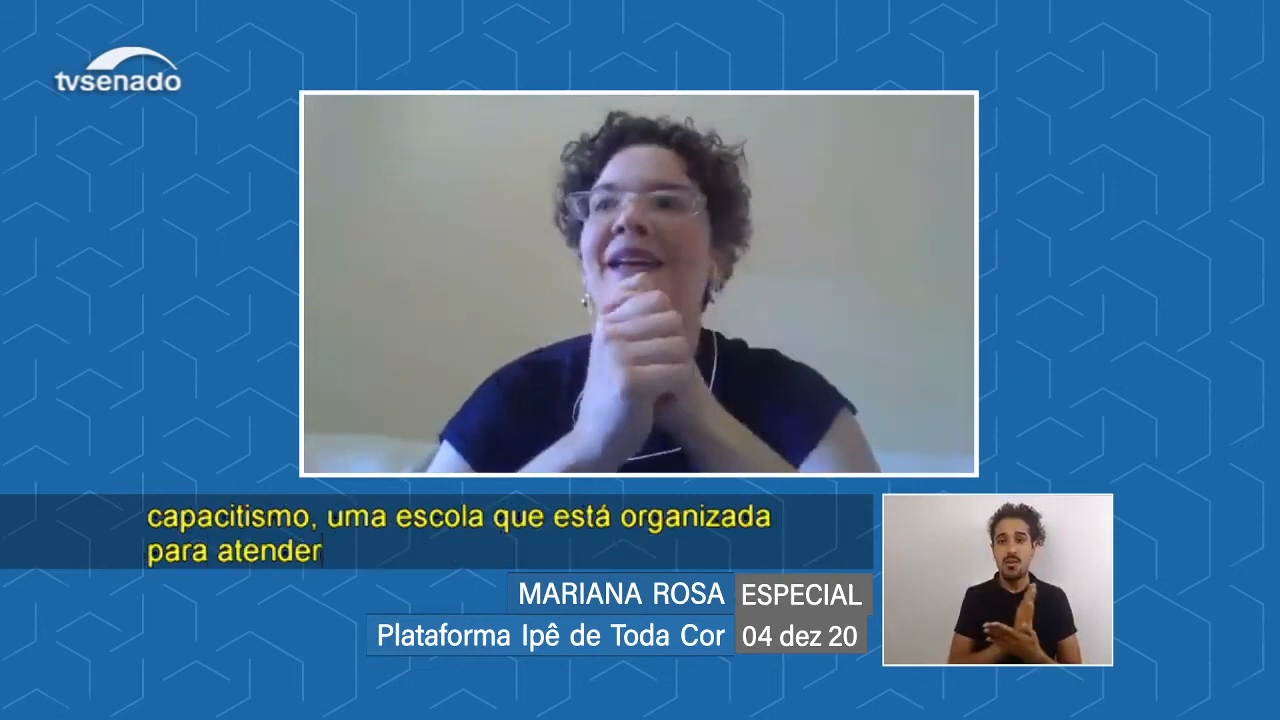 tvsenado
capacitismo, uma escola que está organizada
para atender
MARIANA ROSA
ESPECIAL
Plataforma Ipê de Toda Cor
04 dez 20